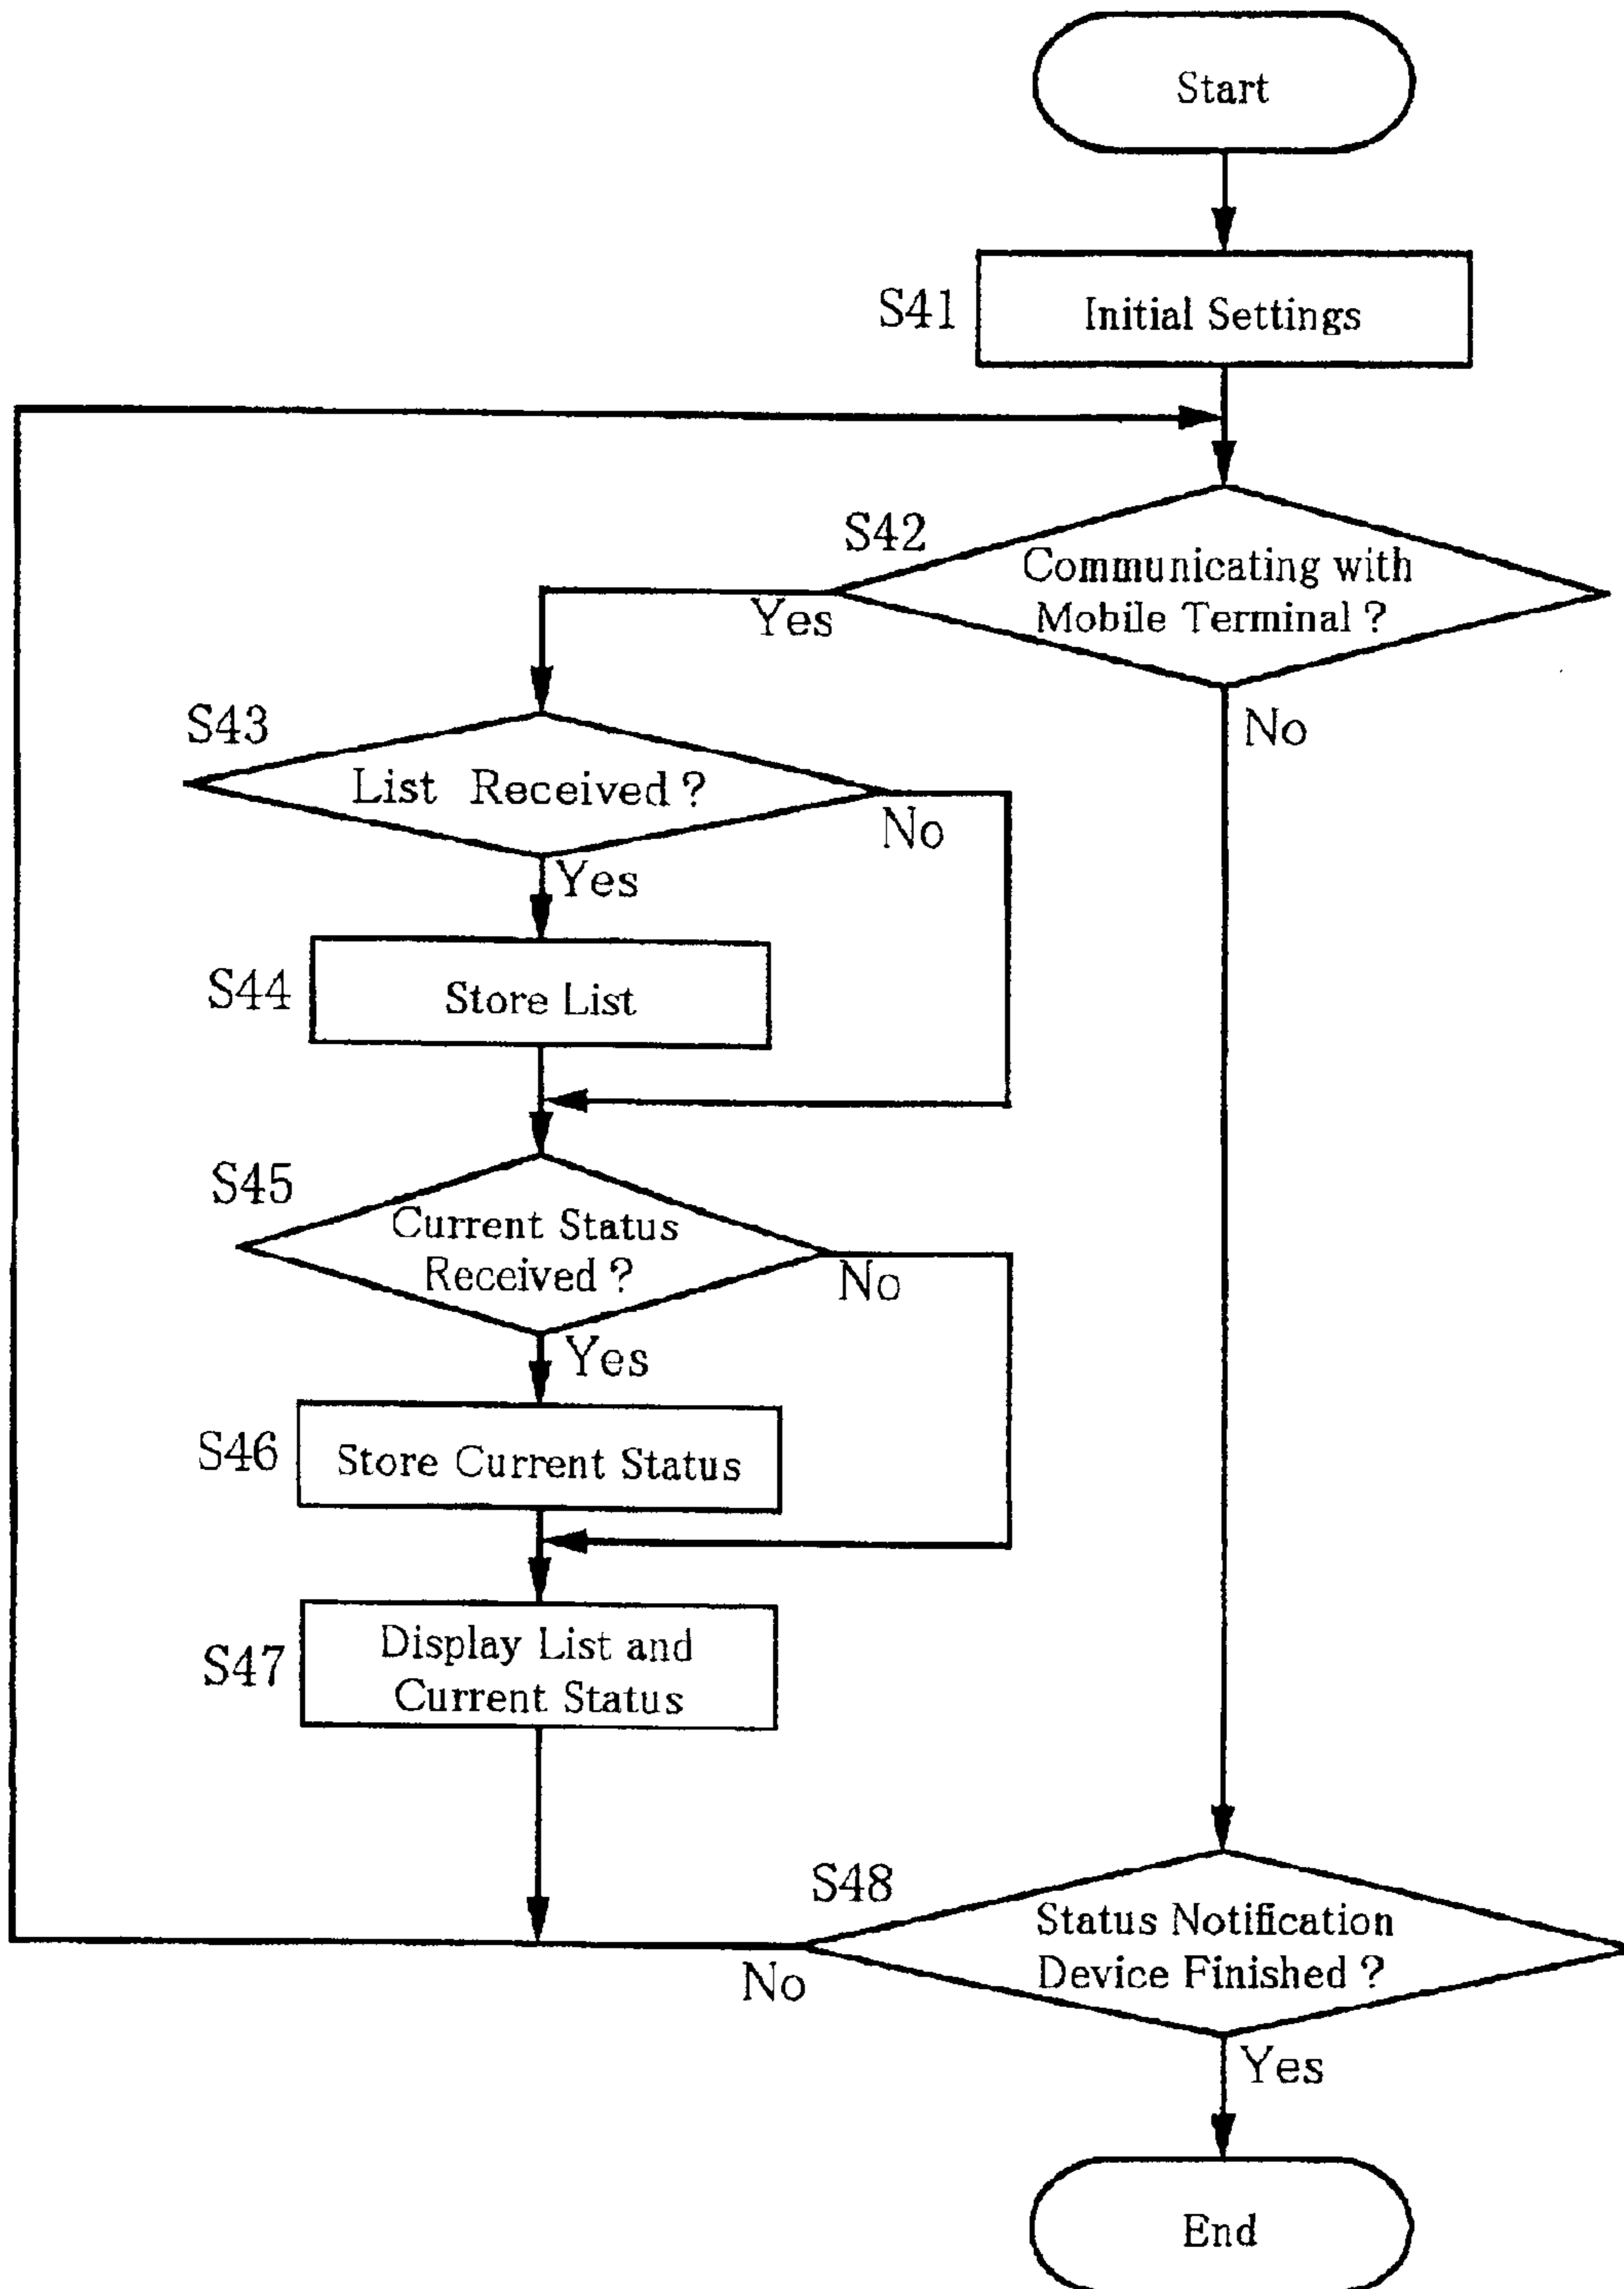 Start
S41
Initial Settings
S42
Communicating with
Mobile Terminal ?
Yes
No
S43
List Received ?
No
Yes
S44
Store List
S45
Current Status
Received ?
No
Yes
S46
Store Current Status
S47
Display List and
Current Status
S48
Status Notification
Device Finished ?
No
Yes
End